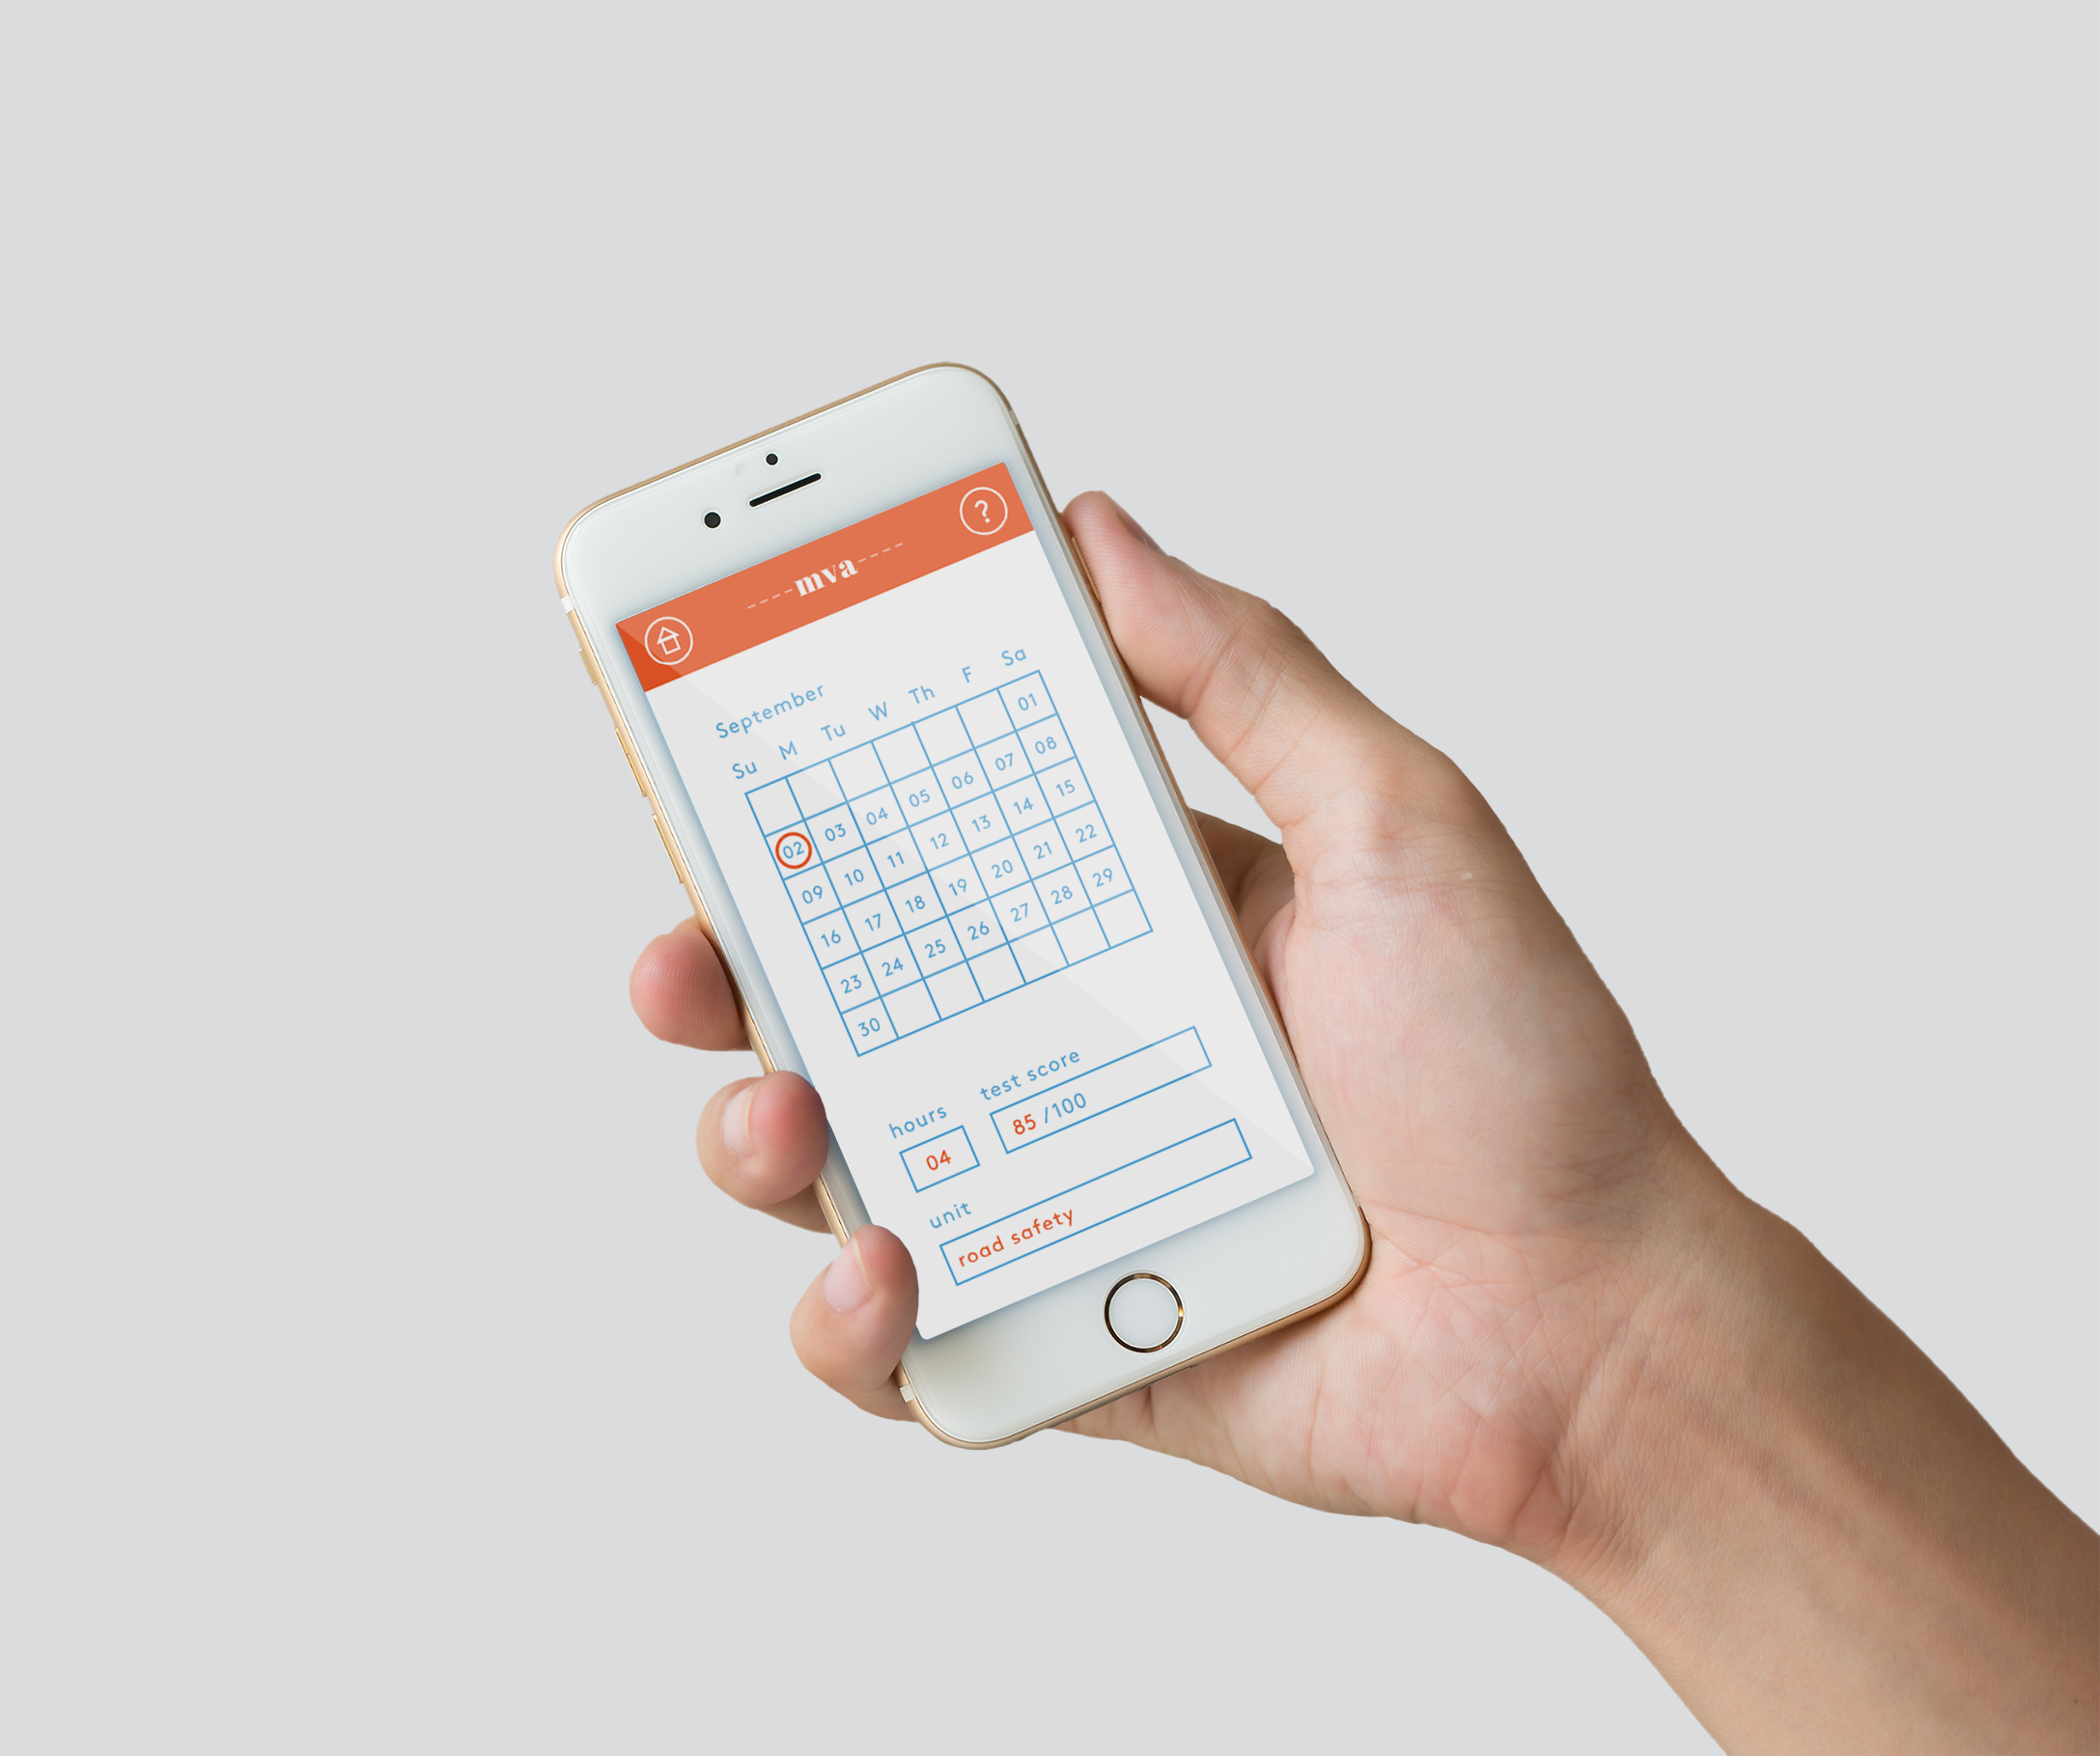 ?
----mva----
September
Su M Tu W Th F Sa
01
02 03 04 05 06 07 08
09 10 11 12 13 14 15
16 17 18 19 20 21 22
23 24 25 26 27 28 29
30
hours
04
test score
85 /100
unit
road safety